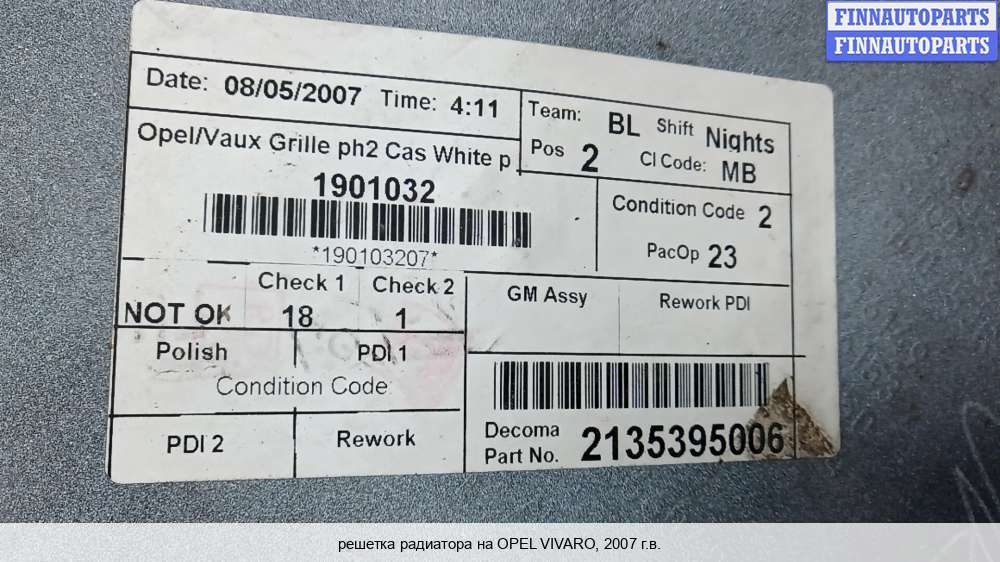 FINNAUTOPARTS
FINNAUTOPARTS
Date: 08/05/2007 Time: 4:11
Team: BL Shift Nights
Opel/Vaux Grille ph2 Cas White p
Pos 2 Cl Code: MB
1901032
Condition Code 2
*190103207*
PacOp 23
Check 1 Check 2
GM Assy Rework PDI
NOT OK 18 1
Polish PDI 1
Condition Code
Decoma
Part No. 2135395006
PDI 2 Rework
решетка радиатора на OPEL VIVARO, 2007 г.в.